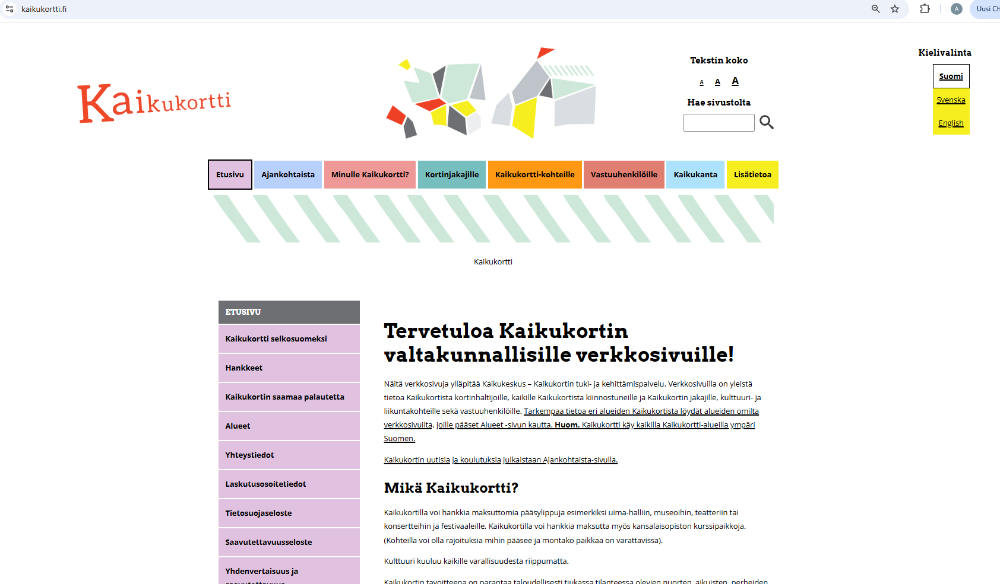 kaikukortti.fi
A
Uusi Ch
Kaikukortti
Tekstin koko
A A A
Hae sivustolta
Kielivalinta
Suomi
Svenska
English
Etusivu
Ajankohtaista
Minulle Kaikukortti?
Kortinjakajille
Kaikukortti-kohteille
Vastuuhenkilöille
Kaikukanta
Lisätietoa
Kaikukortti
ETUSIVU
Kaikukortti selkosuomeksi
Hankkeet
Kaikukortin saamaa palautetta
Alueet
Yhteystiedot
Laskutusosoitetiedot
Tietosuojaseloste
Saavutettavuusseloste
Yhdenvertaisuus ja
Tervetuloa Kaikukortin
valtakunnallisille verkkosivuille!
Näitä verkkosivuja ylläpitää Kaikukeskus – Kaikukortin tuki- ja kehittämispalvelu. Verkkosivuilla on yleistä
tietoa Kaikukortista kortinhaltijoille, kaikille Kaikukortista kiinnostuneille ja Kaikukortin jakajille, kulttuuri- ja
liikuntakohteille sekä vastuuhenkilöille. Tarkempaa tietoa eri alueiden Kaikukortista löydät alueiden omilta
verkkosivuilta, joille pääset Alueet -sivun kautta. Huom. Kaikukortti käy kaikilla Kaikukortti-alueilla ympäri
Suomen.
Kaikukortin uutisia ja koulutuksia julkaistaan Ajankohtaista-sivulla.
Mikä Kaikukortti?
Kaikukortilla voi hankkia maksuttomia pääsylippuja esimerkiksi uima-halliin, museoihin, teatteriin tai
konsertteihin ja festivaaleille. Kaikukortilla voi hankkia maksutta myös kansalaisopiston kurssipaikkoja.
(Kohteilla voi olla rajoituksia mihin pääsee ja montako paikkaa on varattavissa).
Kulttuuri kuuluu kaikille varallisuudesta riippumatta.
Kaikukortin tavoitteena on parantaa taloudellisesti tiukassa tilanteessa olevien nuorten, aikuisten, perheiden